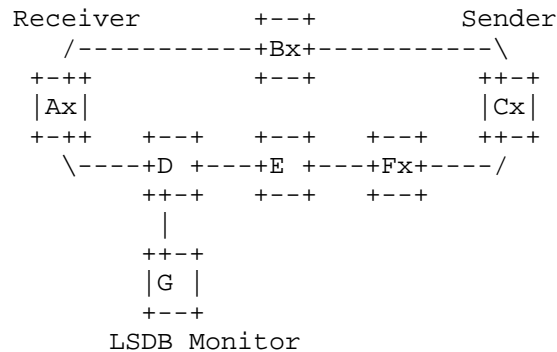 Receiver            +--+            Sender
    /-----------+Bx+-----------\
 +-++           +--+           ++-+
 |Ax|                          |Cx|
 +-++    +--+   +--+   +--+    ++-+
    \----+D +---+E +---+Fx+----/
         ++-+   +--+   +--+
          |
         ++-+
         |G |
         +--+
      LSDB Monitor